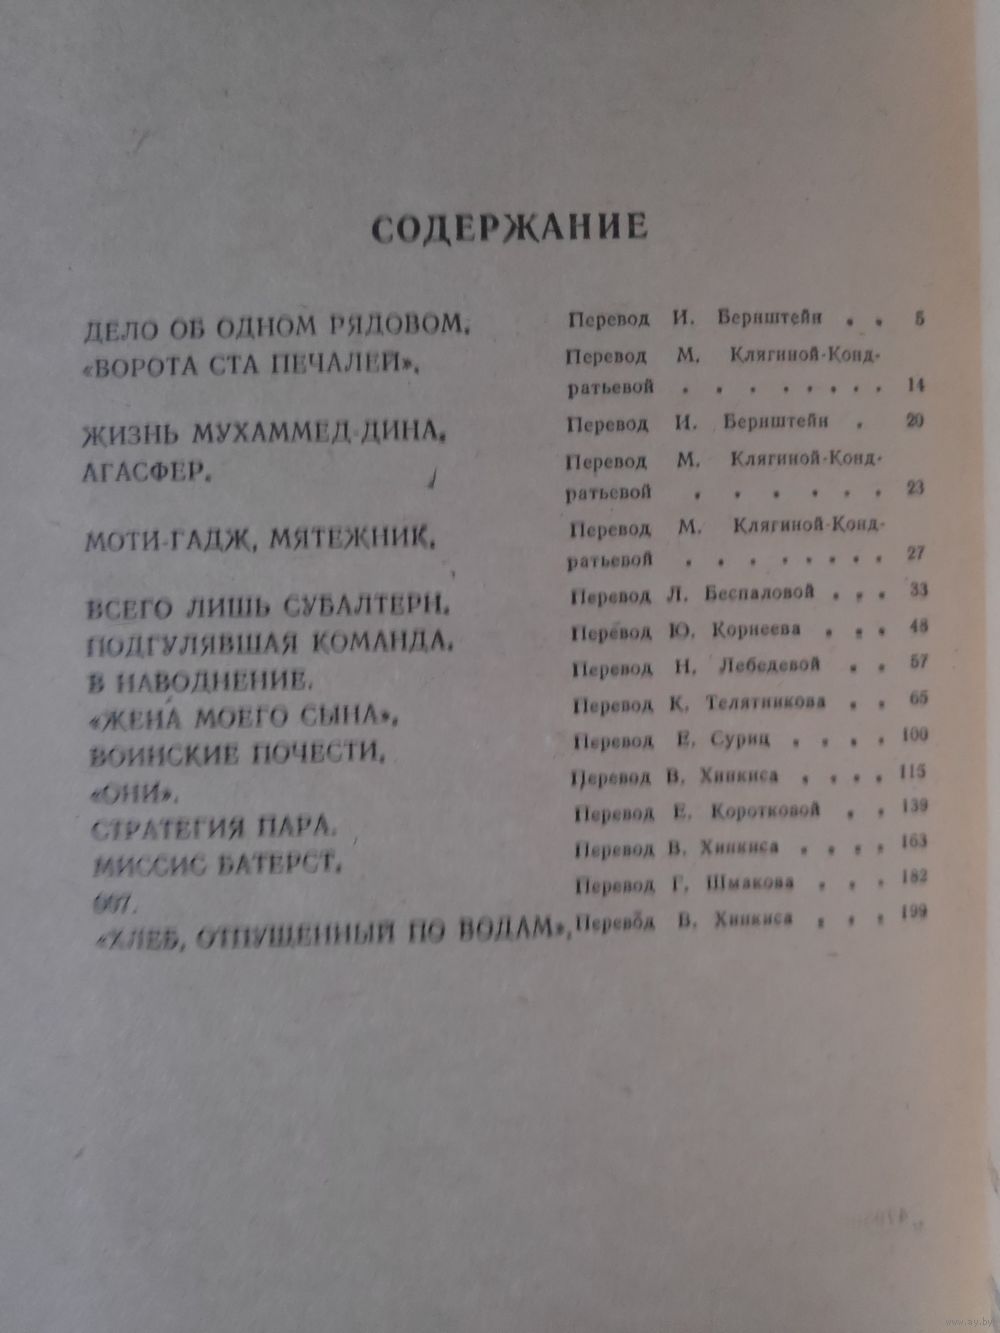 СОДЕРЖАНИЕ
ДЕЛО ОБ ОДНОМ РЯДОВОМ. Перевод И. Бернштейн . . 5
«ВОРОТА СТА ПЕЧАЛЕЙ». Перевод М. Клягиной-Конд-
ратьевой . . . . . . . . 14
ЖИЗНЬ МУХАММЕД-ДИНА. Перевод И. Бернштейн . 20
АГАСФЕР. Перевод М. Клягиной-Конд-
ратьевой . . . . . . 23
МОТИ-ГАДЖ, МЯТЕЖНИК. Перевод М. Клягиной-Конд-
ратьевой . . . . . . . . 27
ВСЕГО ЛИШЬ СУБАЛТЕРН. Перевод Л. Беспаловой . . . 33
ПОДГУЛЯВШАЯ КОМАНДА. Перевод Ю. Корнеева . . . 48
В НАВОДНЕНИЕ. Перевод Н. Лебедевой . . 57
«ЖЕНА МОЕГО СЫНА». Перевод К. Телятникова . . 65
ВОИНСКИЕ ПОЧЕСТИ. Перевод Е. Суриц . . . . 100
«ОНИ». Перевод В. Хинкиса . . . . 115
СТРАТЕГИЯ ПАРА. Перевод Е. Коротковой . . 139
МИССИС БАТЕРСТ. Перевод В. Хинкиса . . . . 163
007. Перевод Г. Шмакова . . . 182
«ХЛЕБ, ОТПУЩЕННЫЙ ПО ВОДАМ». Перевод В. Хинкиса . . . 199
www.ay.by